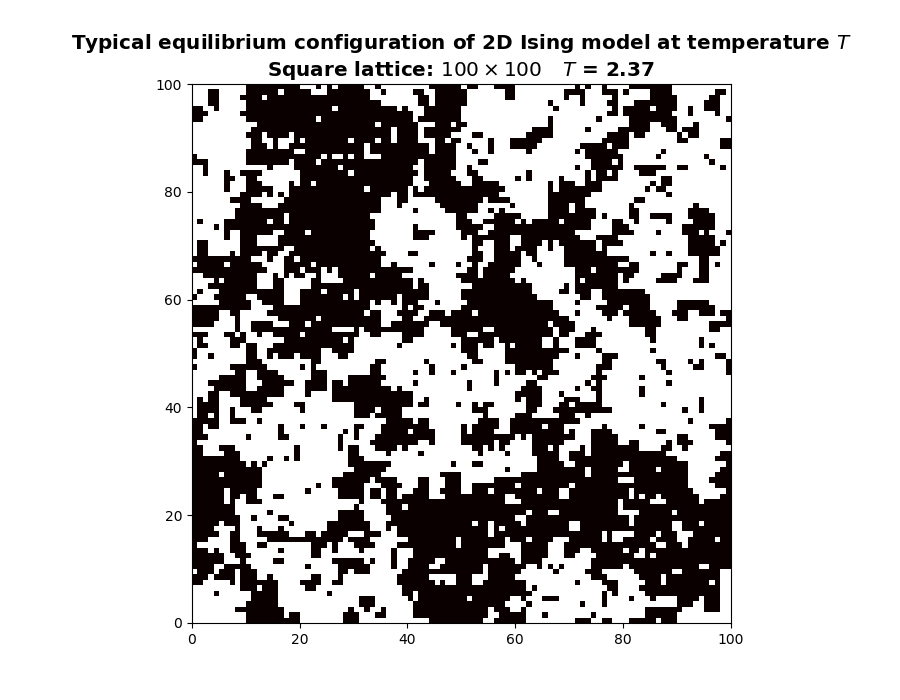 Typical equilibrium configuration of 2D Ising model at temperature T
Square lattice: 100 × 100 T = 2.37
100
80
60
40
20
0
0 20 40 60 80 100